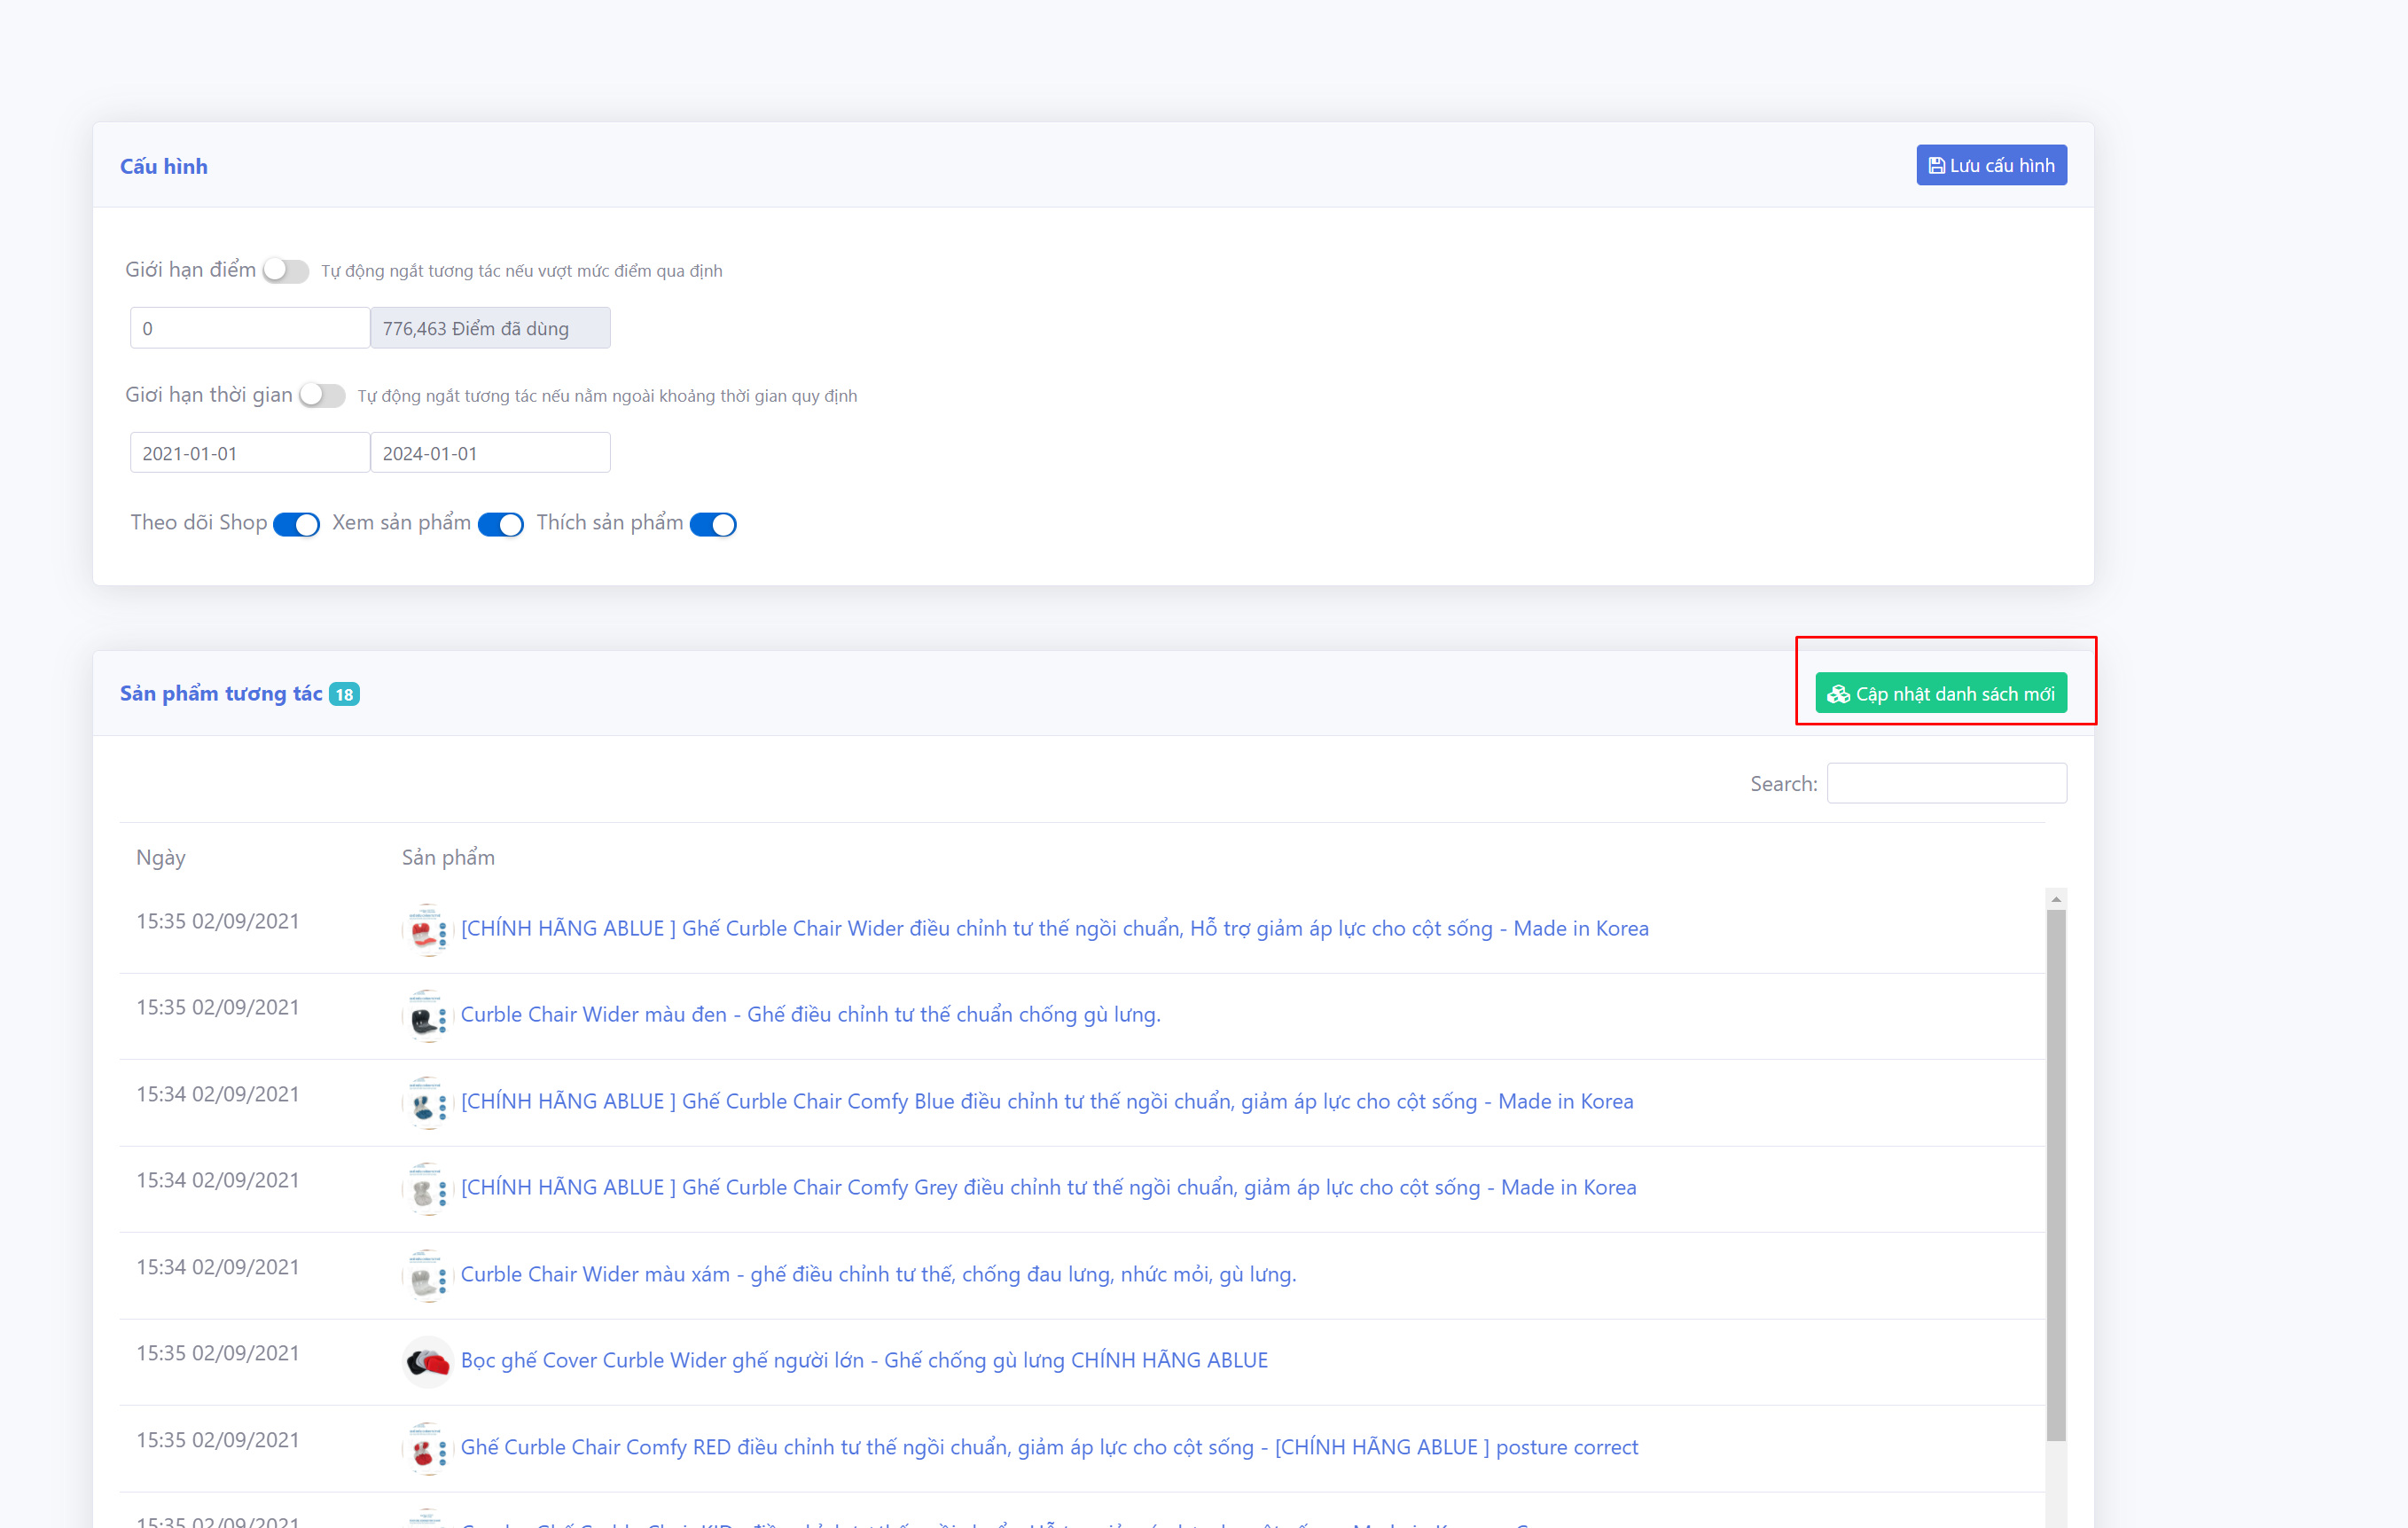 Cấu hình
Lưu cấu hình
Giới hạn điểm Tự động ngắt tương tác nếu vượt mức điểm qua định
0 776,463 Điểm đã dùng
Giơi hạn thời gian Tự động ngắt tương tác nếu nằm ngoài khoảng thời gian quy định
2021-01-01 2024-01-01
Theo dõi Shop Xem sản phẩm Thích sản phẩm
Sản phẩm tương tác 18
Cập nhật danh sách mới
Search:
Ngày Sản phẩm
15:35 02/09/2021 [CHÍNH HÃNG ABLUE ] Ghế Curble Chair Wider điều chỉnh tư thế ngồi chuẩn, Hỗ trợ giảm áp lực cho cột sống - Made in Korea
15:35 02/09/2021 Curble Chair Wider màu đen - Ghế điều chỉnh tư thế chuẩn chống gù lưng.
15:34 02/09/2021 [CHÍNH HÃNG ABLUE ] Ghế Curble Chair Comfy Blue điều chỉnh tư thế ngồi chuẩn, giảm áp lực cho cột sống - Made in Korea
15:34 02/09/2021 [CHÍNH HÃNG ABLUE ] Ghế Curble Chair Comfy Grey điều chỉnh tư thế ngồi chuẩn, giảm áp lực cho cột sống - Made in Korea
15:34 02/09/2021 Curble Chair Wider màu xám - ghế điều chỉnh tư thế, chống đau lưng, nhức mỏi, gù lưng.
15:35 02/09/2021 Bọc ghế Cover Curble Wider ghế người lớn - Ghế chống gù lưng CHÍNH HÃNG ABLUE
15:35 02/09/2021 Ghế Curble Chair Comfy RED điều chỉnh tư thế ngồi chuẩn, giảm áp lực cho cột sống - [CHÍNH HÃNG ABLUE ] posture correct
15:35 02/09/2021